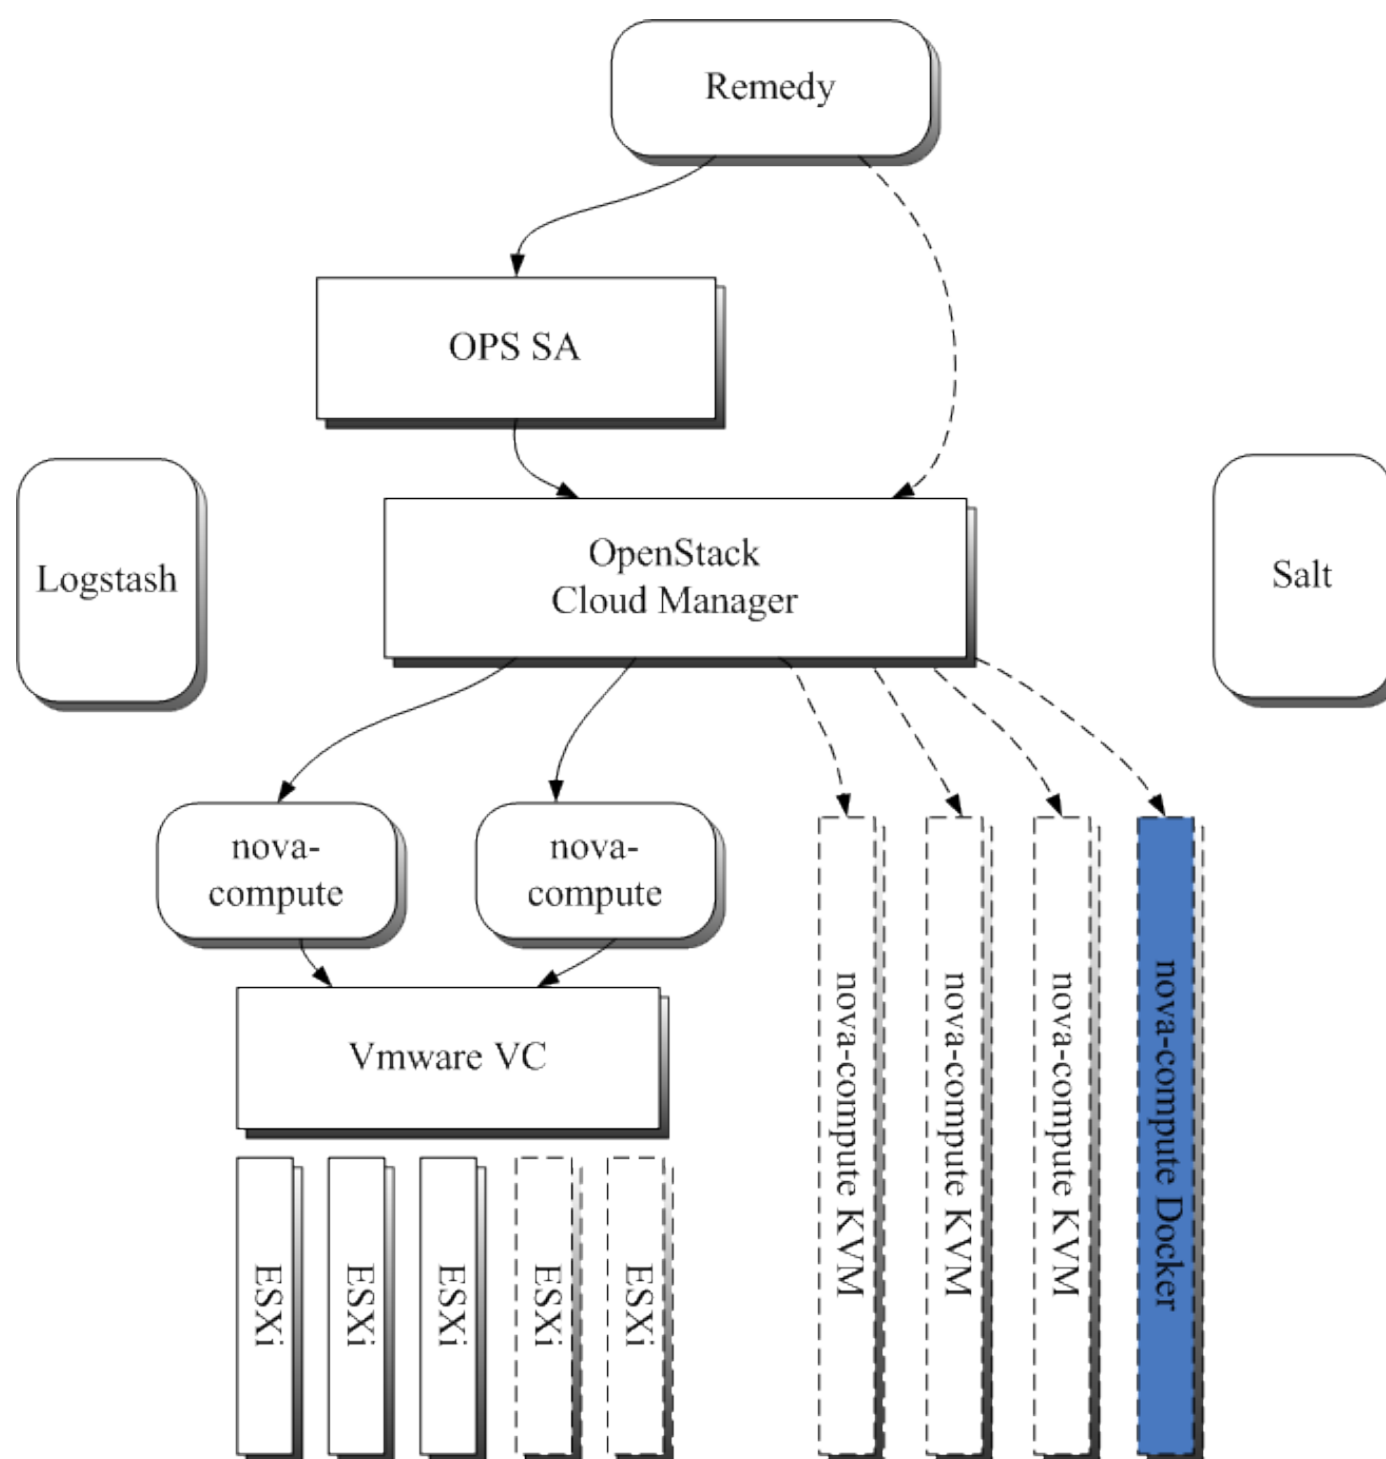 Remedy
OPS SA
OpenStack
Cloud Manager
Logstash
Salt
nova-
compute
nova-
compute
Vmware VC
ESXi
ESXi
ESXi
ESXi
ESXi
nova-compute KVM
nova-compute KVM
nova-compute KVM
nova-compute Docker